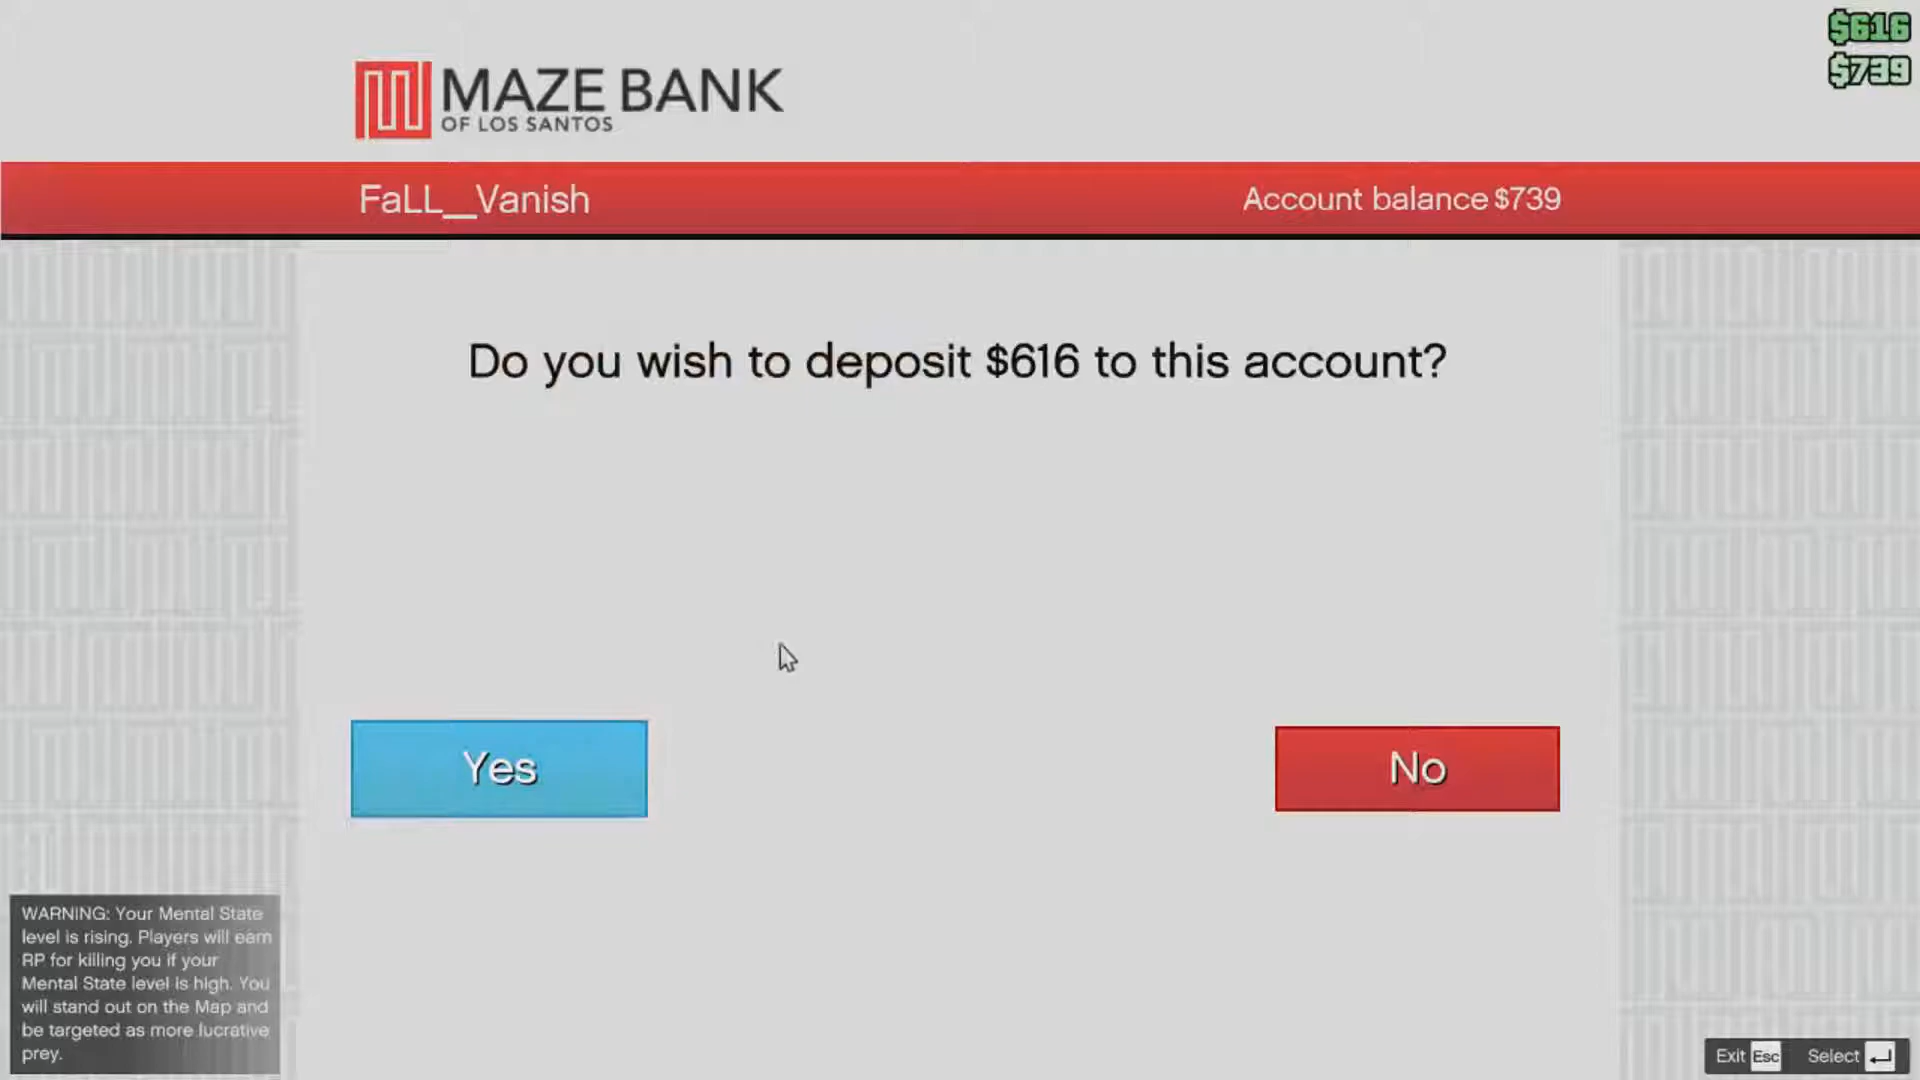 $616
$739
MAZE BANK
OF LOS SANTOS
FaLL__Vanish
Account balance $739
Do you wish to deposit $616 to this account?
Yes
No
WARNING: Your Mental State
level is rising. Players will earn
RP for killing you if your
Mental State level is high. You
will stand out on the Map and
be targeted as more lucrative
prey.
Exit Esc Select